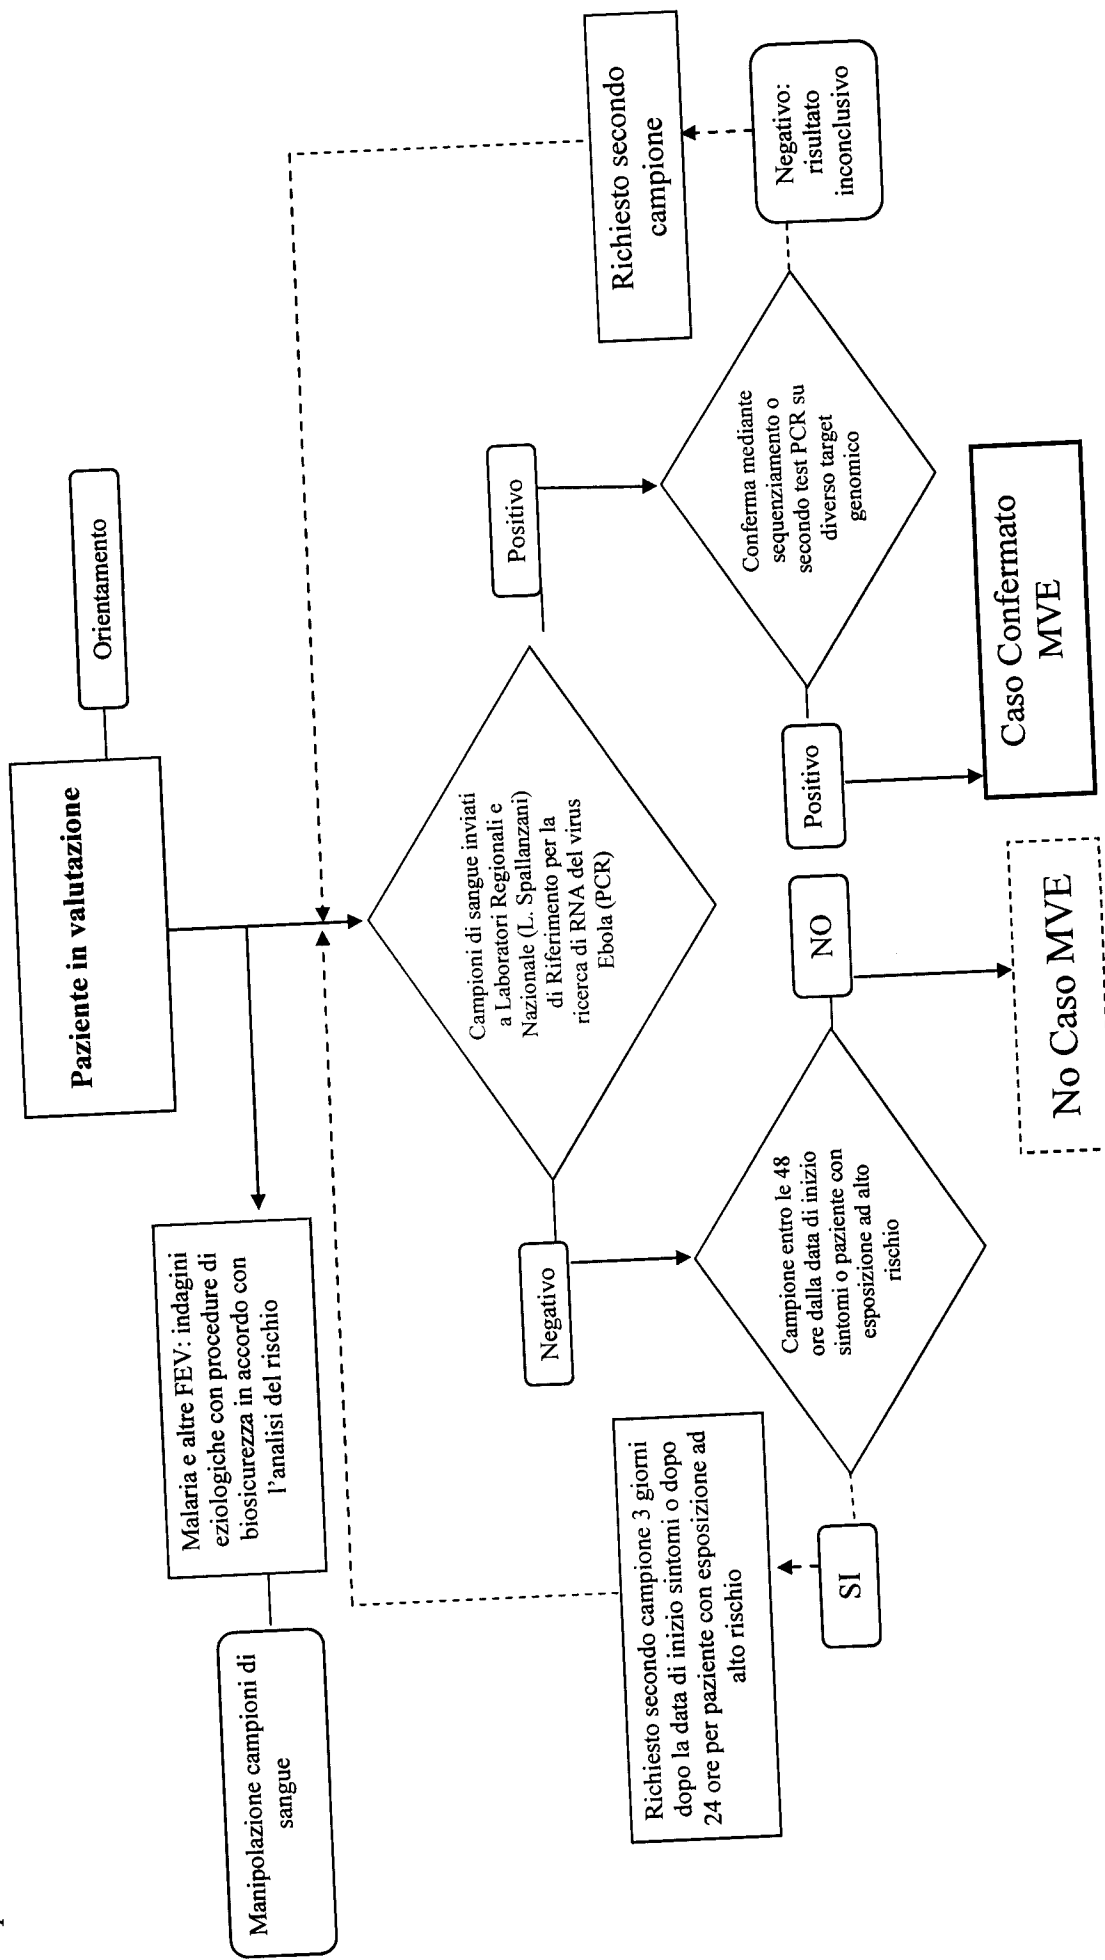 Paziente in valutazione
Orientamento
Manipolazione campioni di
sangue
Malaria e altre FEV: indagini
eziologiche con procedure di
biosicurezza in accordo con
l'analisi del rischio
Campioni di sangue inviati
a Laboratori Regionali e
Nazionale (L. Spallanzani)
di Riferimento per la
ricerca di RNA del virus
Ebola (PCR)
Negativo
Positivo
Richiesto secondo campione 3 giorni
dopo la data di inizio sintomi o dopo
24 ore per paziente con esposizione ad
alto rischio
Campione entro le 48
ore dalla data di inizio
sintomi o paziente con
esposizione ad alto
rischio
Conferma mediante
sequenziamento o
secondo test PCR su
diverso target
genomico
Richiesto secondo
campione
SI
NO
Positivo
Negativo:
risultato
inconclusivo
No Caso MVE
Caso Confermato
MVE